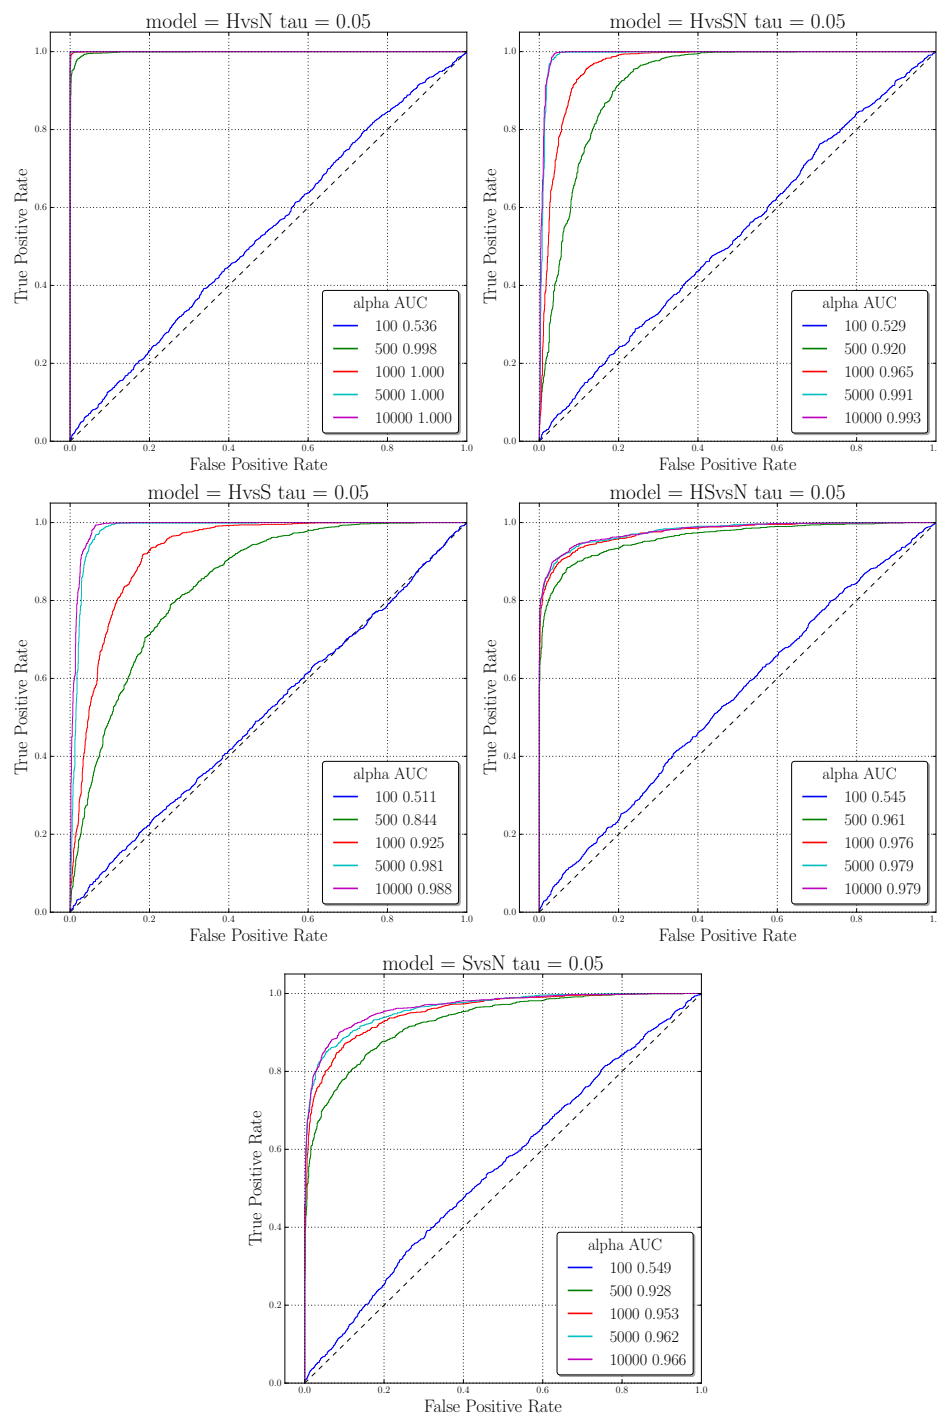 model = HvsN tau = 0.05
1.0
0.8
0.6
0.4
0.2
0.0
True Positive Rate
alpha AUC
100 0.536
500 0.998
1000 1.000
5000 1.000
10000 1.000
0.0 0.2 0.4 0.6 0.8 1.0
False Positive Rate
model = HvsSN tau = 0.05
1.0
0.8
0.6
0.4
0.2
0.0
True Positive Rate
alpha AUC
100 0.529
500 0.920
1000 0.965
5000 0.991
10000 0.993
0.0 0.2 0.4 0.6 0.8 1.0
False Positive Rate
model = HvsS tau = 0.05
1.0
0.8
0.6
0.4
0.2
0.0
True Positive Rate
alpha AUC
100 0.511
500 0.844
1000 0.925
5000 0.981
10000 0.988
0.0 0.2 0.4 0.6 0.8 1.0
False Positive Rate
model = HSvsN tau = 0.05
1.0
0.8
0.6
0.4
0.2
0.0
True Positive Rate
alpha AUC
100 0.545
500 0.961
1000 0.976
5000 0.979
10000 0.979
0.0 0.2 0.4 0.6 0.8 1.0
False Positive Rate
model = SvsN tau = 0.05
1.0
0.8
0.6
0.4
0.2
0.0
True Positive Rate
alpha AUC
100 0.549
500 0.928
1000 0.953
5000 0.962
10000 0.966
0.0 0.2 0.4 0.6 0.8 1.0
False Positive Rate